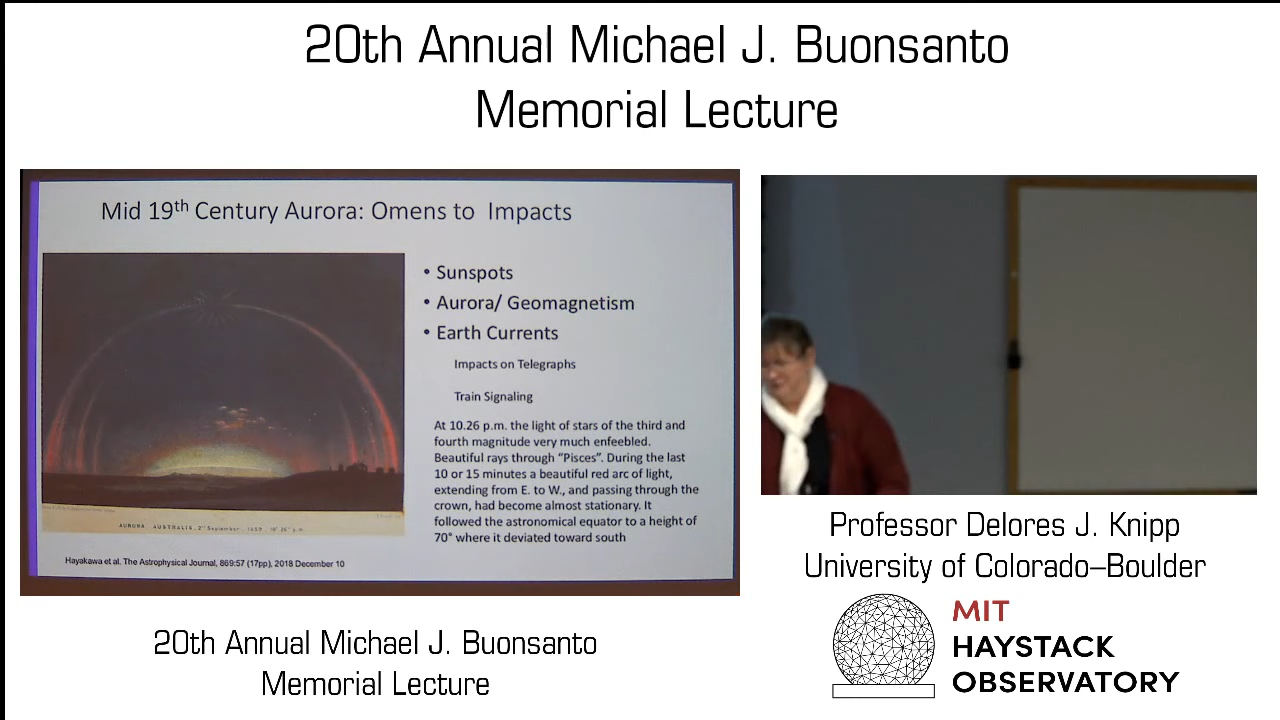 20th Annual Michael J. Buonsanto
Memorial Lecture
Mid 19th Century Aurora: Omens to Impacts
• Sunspots
• Aurora/ Geomagnetism
• Earth Currents
Impacts on Telegraphs
Train Signaling
At 10.26 p.m. the light of stars of the third and
fourth magnitude very much enfeebled.
Beautiful rays through “Pisces”. During the last
10 or 15 minutes a beautiful red arc of light,
extending from E. to W., and passing through the
crown, had become almost stationary. It
followed the astronomical equator to a height of
70° where it deviated toward south
AURORA AUSTRALIS
Hayakawa et al. The Astrophysical Journal, 869:57 (17pp), 2018 December 10
20th Annual Michael J. Buonsanto
Memorial Lecture
Professor Delores J. Knipp
University of Colorado–Boulder
MIT
HAYSTACK
OBSERVATORY